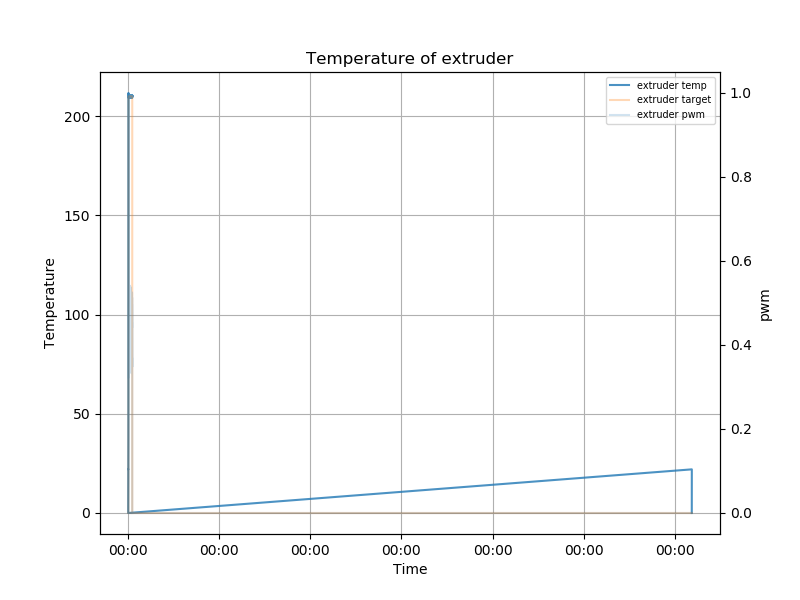 Temperature of extruder
extruder temp
extruder target
extruder pwm
200
150
100
50
0
Temperature
1.0
0.8
0.6
0.4
0.2
0.0
pwm
00:00 00:00 00:00 00:00 00:00 00:00 00:00
Time